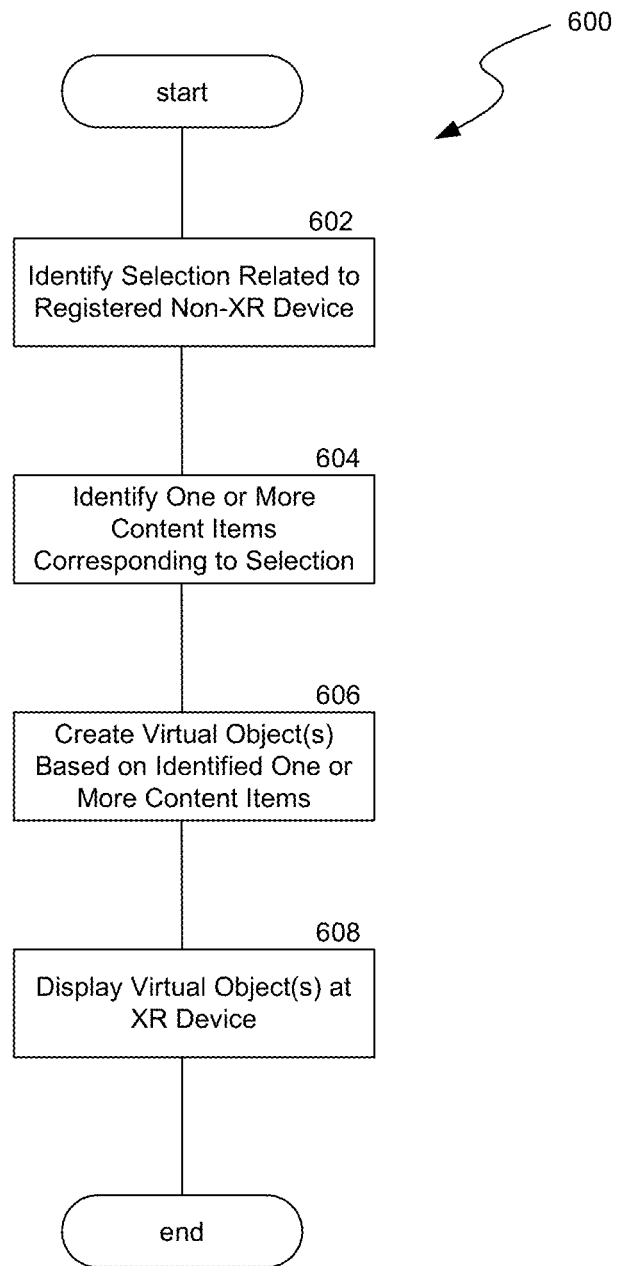 600
start
602
Identify Selection Related to
Registered Non-XR Device
604
Identify One or More
Content Items
Corresponding to Selection
606
Create Virtual Object(s)
Based on Identified One or
More Content Items
608
Display Virtual Object(s) at
XR Device
end